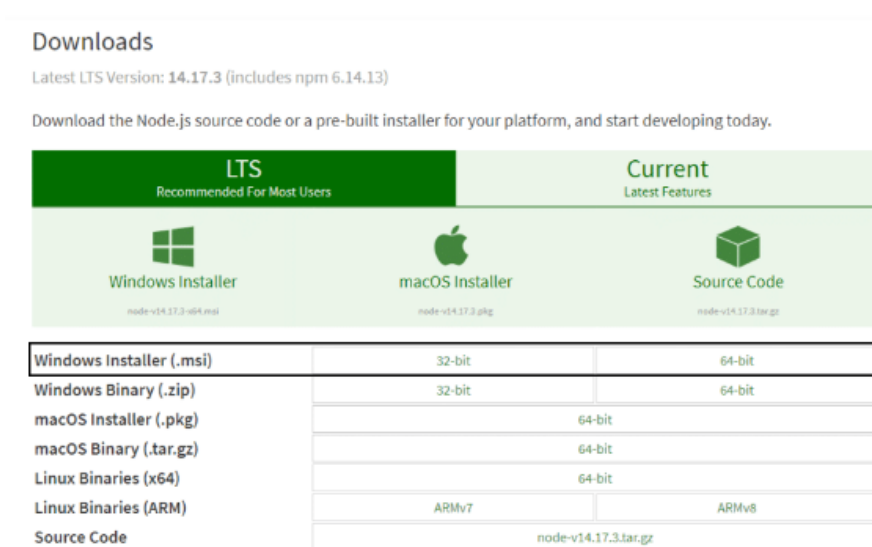 Downloads
Latest LTS Version: 14.17.3 (includes npm 6.14.13)
Download the Node.js source code or a pre-built installer for your platform, and start developing today.
LTS Current
Recommended For Most Users Latest Features
Windows Installer macOS Installer Source Code
node-v14.17.3-x64.msi node-v14.17.3.pkg node-v14.17.3.tar.gz
Windows Installer (.msi) 32-bit 64-bit
Windows Binary (.zip) 32-bit 64-bit
macOS Installer (.pkg) 64-bit
macOS Binary (.tar.gz) 64-bit
Linux Binaries (x64) 64-bit
Linux Binaries (ARM) ARMv7 ARMv8
Source Code node-v14.17.3.tar.gz